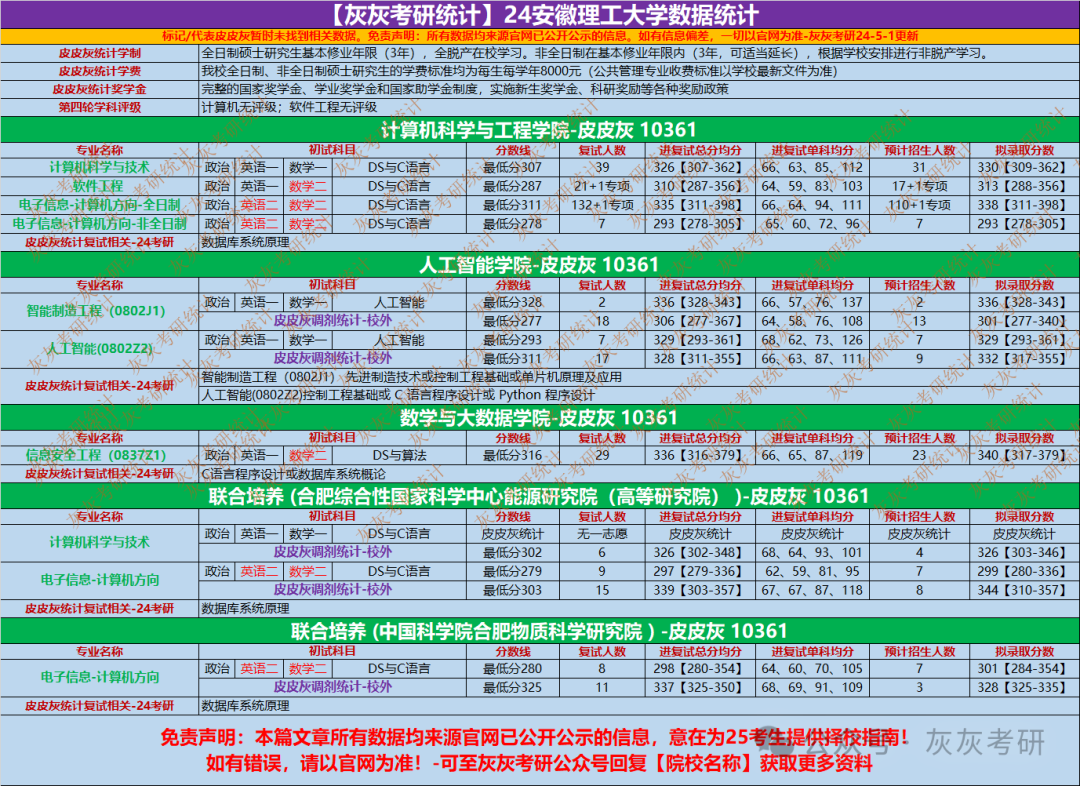 【灰灰考研统计】24安徽理工大学数据统计
标记/代表皮皮灰暂时未找到相关数据。免责声明：所有数据均来源官网已公开公示的信息。如有信息偏差，一切以官网为准-灰灰考研24-5-1更新
皮皮灰统计学制 全日制硕士研究生基本修业年限（3年），全脱产在校学习。非全日制在基本修业年限内（3年，可适当延长），根据学校安排进行非脱产学习。
皮皮灰统计学费 我校全日制、非全日制硕士研究生的学费标准均为每生每学年8000元（公共管理专业收费标准以学校最新文件为准）
皮皮灰统计奖学金 完整的国家奖学金、学业奖学金和国家助学金制度，实施新生奖学金、科研奖励等各种奖励政策
第四轮学科评级 计算机无评级；软件工程无评级
计算机科学与工程学院-皮皮灰 10361
专业名称 初试科目 分数线 复试人数 进复试总分均分 进复试单科均分 预计招生人数 拟录取分数
计算机科学与技术 政治 英语一 数学一 DS与C语言 最低分307 39 326【307-362】 66、63、85、112 31 330【309-362】
软件工程 政治 英语一 数学二 DS与C语言 最低分287 21+1专项 310【287-356】 64、59、83、103 17+1专项 313【288-356】
电子信息-计算机方向-全日制 政治 英语二 数学二 DS与C语言 最低分311 132+1专项 335【311-398】 66、64、94、111 110+1专项 338【311-398】
电子信息-计算机方向-非全日制 政治 英语二 数学二 DS与C语言 最低分278 7 293【278-305】 65、60、72、96 7 293【278-305】
皮皮灰统计复试相关-24考研 数据库系统原理
人工智能学院-皮皮灰 10361
专业名称 初试科目 分数线 复试人数 进复试总分均分 进复试单科均分 预计招生人数 拟录取分数
智能制造工程（0802J1） 政治 英语一 数学一 人工智能 最低分328 2 336【328-343】 66、57、76、137 2 336【328-343】
皮皮灰调剂统计-校外 最低分277 18 306【277-367】 64、58、76、108 13 301【277-340】
人工智能(0802Z2) 政治 英语一 数学一 人工智能 最低分293 7 329【293-361】 68、62、73、126 7 329【293-361】
皮皮灰调剂统计-校外 最低分311 17 328【311-355】 66、63、87、111 9 332【317-355】
皮皮灰统计复试相关-24考研 智能制造工程（0802J1）先进制造技术或控制工程基础或单片机原理及应用
人工智能(0802Z2)控制工程基础或 C 语言程序设计或 Python 程序设计
数学与大数据学院-皮皮灰 10361
专业名称 初试科目 分数线 复试人数 进复试总分均分 进复试单科均分 预计招生人数 拟录取分数
信息安全工程（0837Z1） 政治 英语一 数学二 DS与算法 最低分316 29 336【316-379】 66、65、87、119 23 340【317-379】
皮皮灰统计复试相关-24考研 C语言程序设计或数据库系统概论
联合培养 (合肥综合性国家科学中心能源研究院（高等研究院） )-皮皮灰 10361
专业名称 初试科目 分数线 复试人数 进复试总分均分 进复试单科均分 预计招生人数 拟录取分数
计算机科学与技术 政治 英语一 数学一 DS与C语言 皮皮灰统计 无一志愿 皮皮灰统计 皮皮灰统计 皮皮灰统计 皮皮灰统计
皮皮灰调剂统计-校外 最低分302 6 326【302-348】 68、64、93、101 4 326【303-346】
电子信息-计算机方向 政治 英语二 数学二 DS与C语言 最低分279 9 297【279-336】 62、59、81、95 7 299【280-336】
皮皮灰调剂统计-校外 最低分303 15 339【303-357】 67、67、87、118 8 344【310-357】
皮皮灰统计复试相关-24考研 数据库系统原理
联合培养 (中国科学院合肥物质科学研究院 ) -皮皮灰 10361
专业名称 初试科目 分数线 复试人数 进复试总分均分 进复试单科均分 预计招生人数 拟录取分数
电子信息-计算机方向 政治 英语二 数学二 DS与C语言 最低分280 8 298【280-354】 64、60、70、105 7 301【284-354】
皮皮灰调剂统计-校外 最低分325 11 337【325-350】 68、69、91、109 3 328【325-335】
皮皮灰统计复试相关-24考研 数据库系统原理
免责声明：本篇文章所有数据均来源官网已公开公示的信息，意在为25考生提供择校指南！
如有错误，请以官网为准！-可至灰灰考研公众号回复【院校名称】获取更多资料
公众号 · 灰灰考研